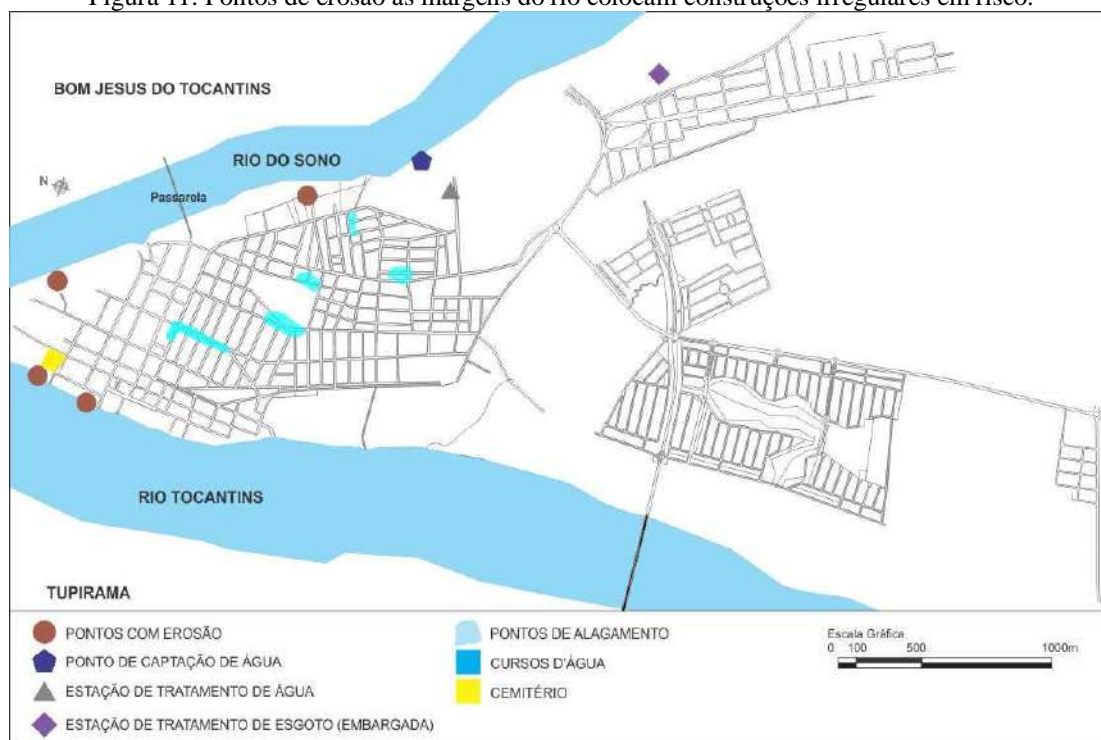 Figura 11: Pontos de erosão às margens do rio colocam construções irregulares em risco.
BOM JESUS DO TOCANTINS
RIO DO SONO
N
Passarela
RIO TOCANTINS
TUPIRAMA
PONTOS COM EROSÃO
PONTO DE CAPTAÇÃO DE ÁGUA
ESTAÇÃO DE TRATAMENTO DE ÁGUA
ESTAÇÃO DE TRATAMENTO DE ESGOTO (EMBARGADA)
PONTOS DE ALAGAMENTO
CURSOS D'ÁGUA
CEMITÉRIO
Escala Gráfica
0 100 500 1000m